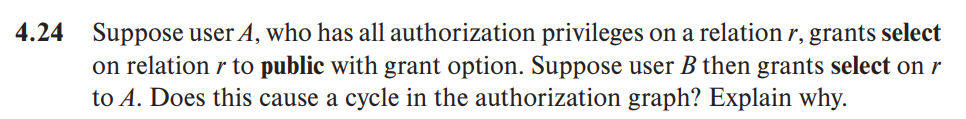 4.24 Suppose user A, who has all authorization privileges on a relation r, grants select
on relation r to public with grant option. Suppose user B then grants select on r
to A. Does this cause a cycle in the authorization graph? Explain why.